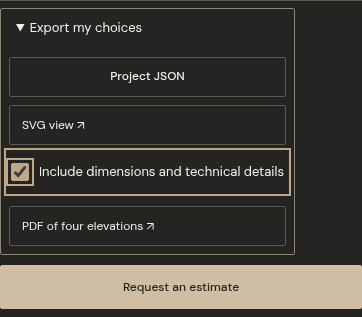 ▼ Export my choices
Project JSON
SVG view ↗
Include dimensions and technical details
PDF of four elevations ↗
Request an estimate